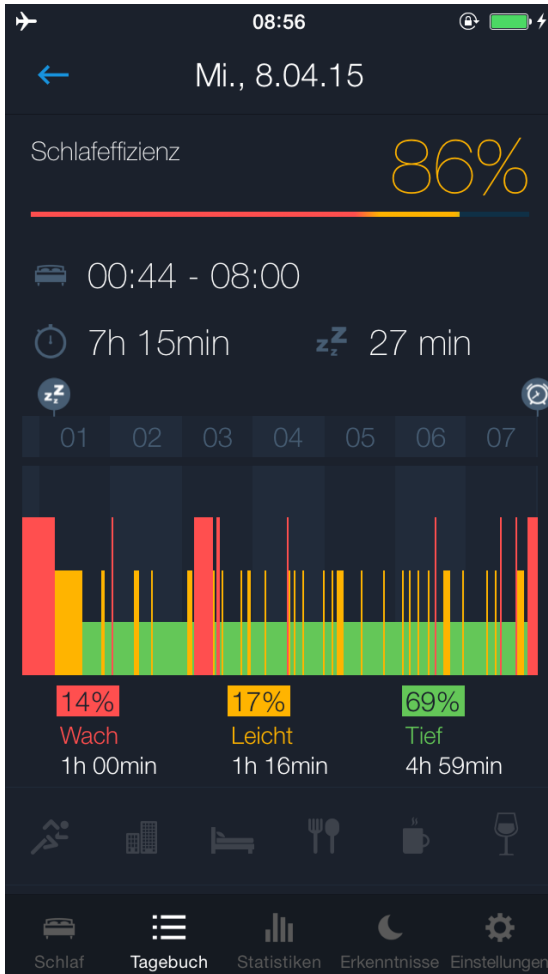 08:56
Mi., 8.04.15
Schlafeffizienz 86%
00:44 - 08:00
7h 15min zzZ 27 min
zzZ
01 02 03 04 05 06 07
14% 17% 69%
Wach Leicht Tief
1h 00min 1h 16min 4h 59min
Schlaf Tagebuch Statistiken Erkenntnisse Einstellungen